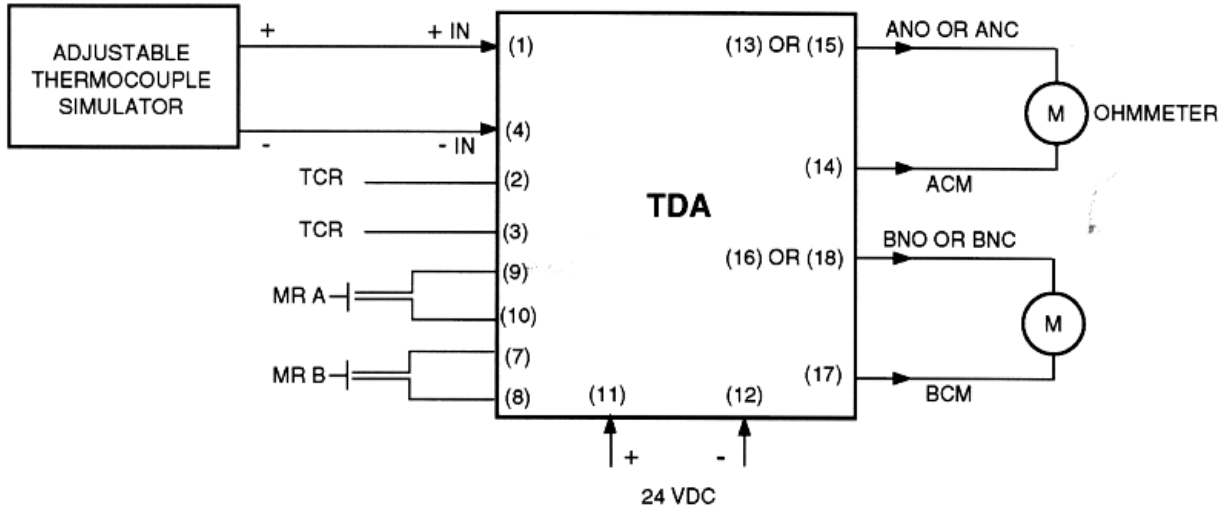 ADJUSTABLE
THERMOCOUPLE
SIMULATOR
+
+ IN
(1)
-
- IN
(4)
TCR
(2)
TCR
(3)
MR A
(9)
(10)
MR B
(7)
(8)
TDA
(11)
+
(12)
-
24 VDC
(13) OR (15)
ANO OR ANC
M
OHMMETER
(14)
ACM
(16) OR (18)
BNO OR BNC
M
(17)
BCM